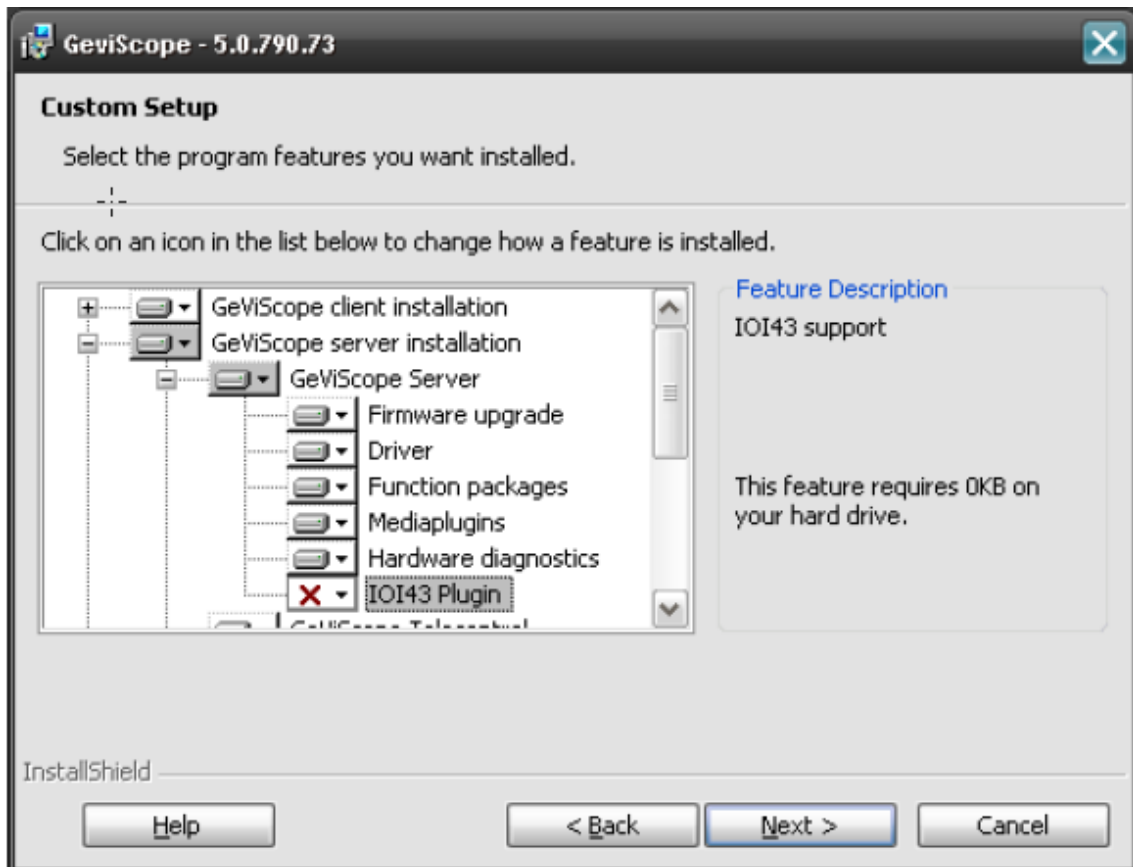 GeviScope - 5.0.790.73
Custom Setup
Select the program features you want installed.
Click on an icon in the list below to change how a feature is installed.
GeViScope client installation
GeViScope server installation
GeViScope Server
Firmware upgrade
Driver
Function packages
Mediaplugins
Hardware diagnostics
IOI43 Plugin
Feature Description
IOI43 support
This feature requires 0KB on
your hard drive.
InstallShield
Help
< Back
Next >
Cancel